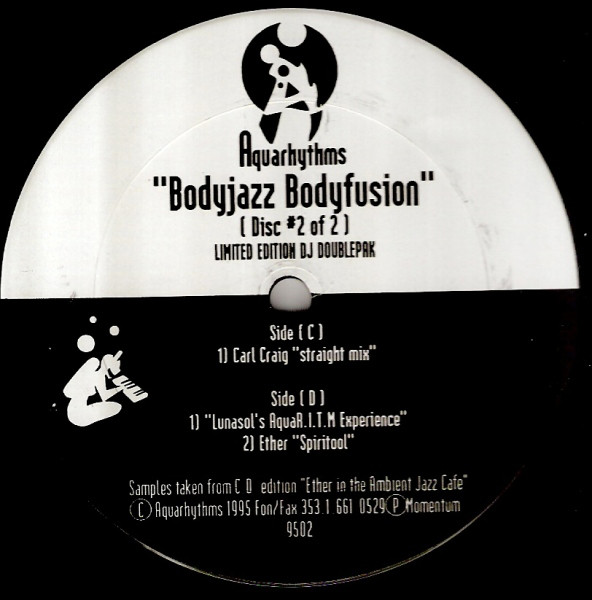 Aquarhythms
"Bodyjazz Bodyfusion"
( Disc #2 of 2 )
LIMITED EDITION DJ DOUBLEPAK
Side ( C )
1) Carl Craig "straight mix"
Side ( D )
1) "Lunasol's AquaR.I.T.M Experience"
2) Ether "Spiritool"
Samples taken from C D edition "Ether in the Ambient Jazz Cafe"
Ⓒ Aquarhythms 1995 Fon/Fax 353.1 661 0529 Ⓟ Momentum
9502